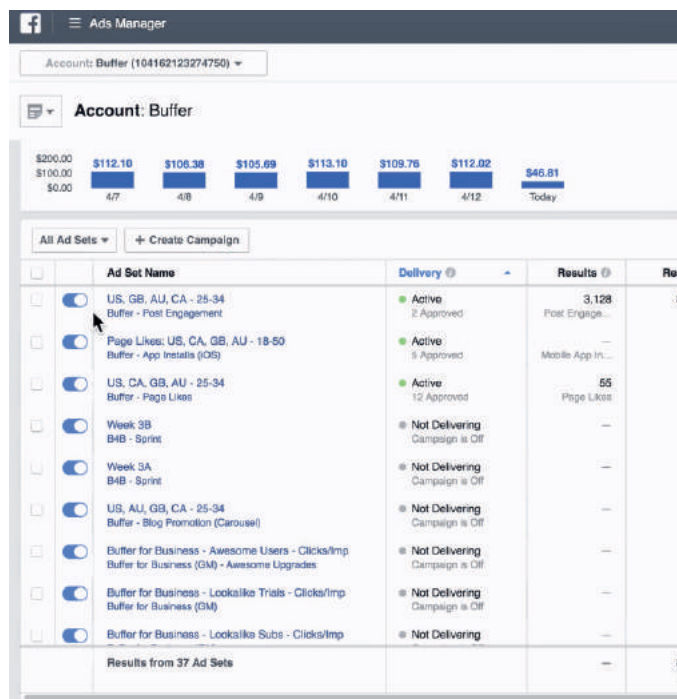 f ≡ Ads Manager
Account: Buffer (104162123274750)
Account: Buffer
$200.00
$100.00
$0.00
$112.10 $106.38 $105.69 $113.10 $109.76 $112.02 $46.81
4/7 4/8 4/9 4/10 4/11 4/12 Today
All Ad Sets + Create Campaign
Ad Set Name Delivery Results Re
US, GB, AU, CA - 25-34 Active 3,128
Buffer - Post Engagement 2 Approved Post Engage...
Page Likes: US, CA, GB, AU - 18-50 Active —
Buffer - App Installs (iOS) 5 Approved Mobile App In...
US, CA, GB, AU - 25-34 Active 55
Buffer - Page Likes 12 Approved Page Likes
Week 3B Not Delivering —
B4B - Sprint Campaign is Off
Week 3A Not Delivering —
B4B - Sprint Campaign is Off
US, AU, GB, CA - 25-34 Not Delivering —
Buffer - Blog Promotion (Carousel) Campaign is Off
Buffer for Business - Awesome Users - Clicks/Imp Not Delivering —
Buffer for Business (GM) - Awesome Upgrades Campaign is Off
Buffer for Business - Lookalike Trials - Clicks/Imp Not Delivering —
Buffer for Business (GM) Campaign is Off
Buffer for Business - Lookalike Subs - Clicks/Imp Not Delivering —
Results from 37 Ad Sets —